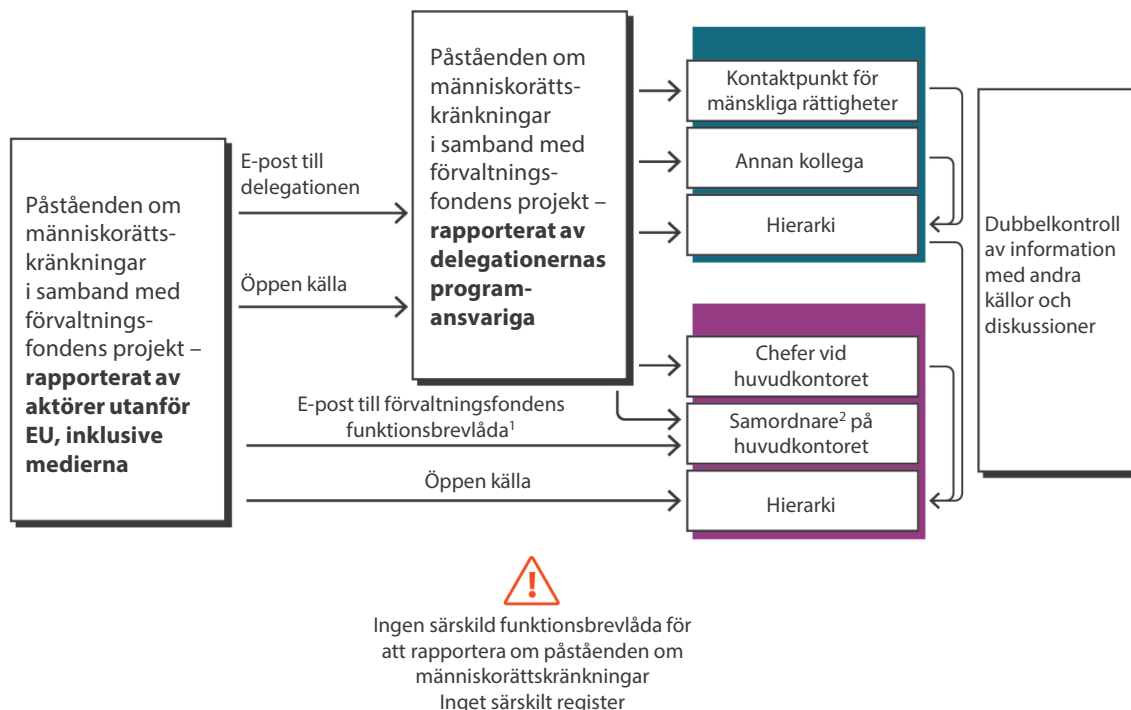 Påståenden om
människorätts-
kränkningar
i samband med
förvaltnings-
fondens projekt –
rapporterat av
aktörer utanför
EU, inklusive
medierna
E-post till
delegationen
Öppen källa
Påståenden om
människorätts-
kränkningar
i samband med
förvaltnings-
fondens projekt –
rapporterat av
delegationernas
program-
ansvariga
E-post till förvaltningsfondens
funktionsbrevlåda1
Öppen källa
Kontaktpunkt för
mänskliga rättigheter
Annan kollega
Hierarki
Chefer vid
huvudkontoret
Samordnare2 på
huvudkontoret
Hierarki
Dubbelkontroll
av information
med andra
källor och
diskussioner
Ingen särskild funktionsbrevlåda för
att rapportera om påståenden om
människorättskränkningar
Inget särskilt register